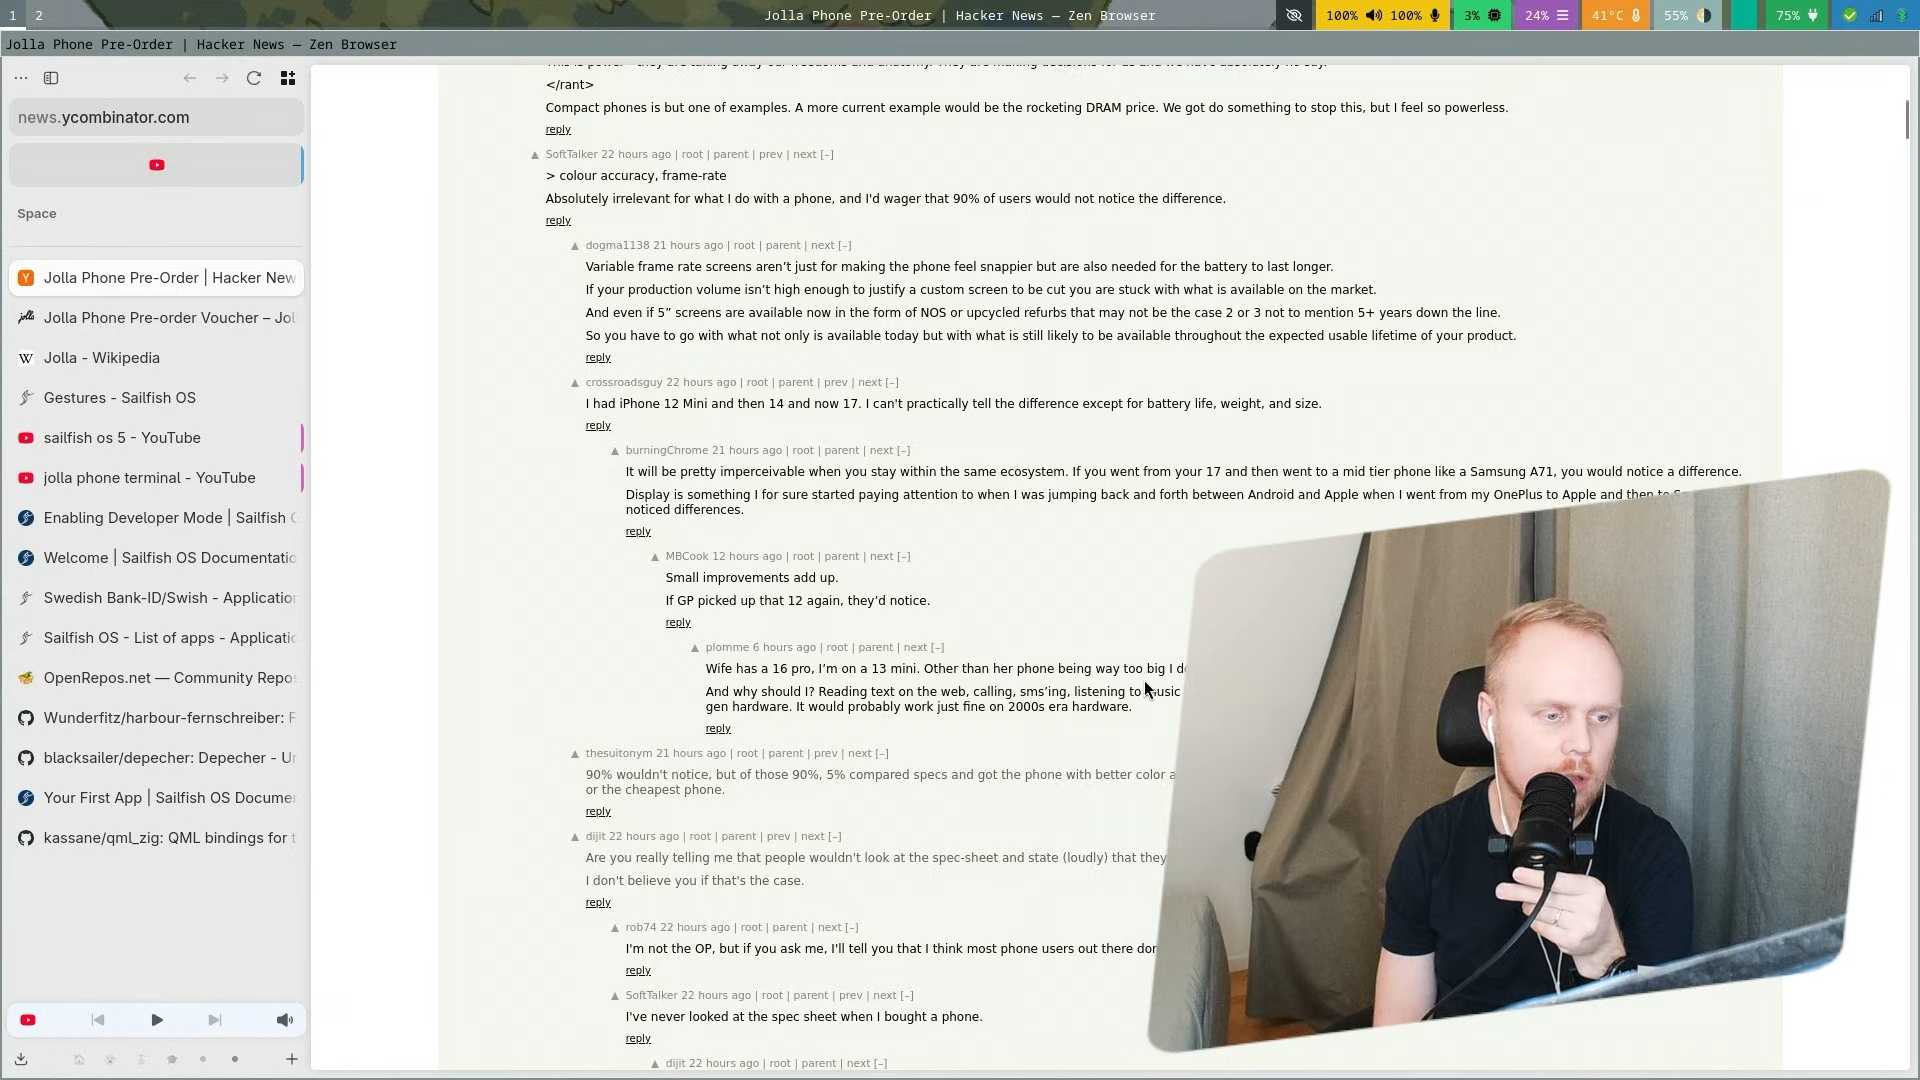 1 2 Jolla Phone Pre-Order | Hacker News — Zen Browser 100% 100% 3% 24% 41°C 55% 75%
Jolla Phone Pre-Order | Hacker News — Zen Browser
news.ycombinator.com
Space
Jolla Phone Pre-Order | Hacker New
Jolla Phone Pre-order Voucher – Jol
Jolla - Wikipedia
Gestures - Sailfish OS
sailfish os 5 - YouTube
jolla phone terminal - YouTube
Enabling Developer Mode | Sailfish O
Welcome | Sailfish OS Documentatio
Swedish Bank-ID/Swish - Application
Sailfish OS - List of apps - Applicatio
OpenRepos.net — Community Repos
Wunderfitz/harbour-fernschreiber: F
blacksailer/depecher: Depecher - Un
Your First App | Sailfish OS Documen
kassane/qml_zig: QML bindings for t
</rant>
Compact phones is but one of examples. A more current example would be the rocketing DRAM price. We got do something to stop this, but I feel so powerless.
reply
SoftTalker 22 hours ago | root | parent | prev | next [–]
> colour accuracy, frame-rate
Absolutely irrelevant for what I do with a phone, and I'd wager that 90% of users would not notice the difference.
reply
dogma1138 21 hours ago | root | parent | next [–]
Variable frame rate screens aren’t just for making the phone feel snappier but are also needed for the battery to last longer.
If your production volume isn’t high enough to justify a custom screen to be cut you are stuck with what is available on the market.
And even if 5” screens are available now in the form of NOS or upcycled refurbs that may not be the case 2 or 3 not to mention 5+ years down the line.
So you have to go with what not only is available today but with what is still likely to be available throughout the expected usable lifetime of your product.
reply
crossroadsguy 22 hours ago | root | parent | prev | next [–]
I had iPhone 12 Mini and then 14 and now 17. I can't practically tell the difference except for battery life, weight, and size.
reply
burningChrome 21 hours ago | root | parent | next [–]
It will be pretty imperceivable when you stay within the same ecosystem. If you went from your 17 and then went to a mid tier phone like a Samsung A71, you would notice a difference.
Display is something I for sure started paying attention to when I was jumping back and forth between Android and Apple when I went from my OnePlus to Apple and then to
noticed differences.
reply
MBCook 12 hours ago | root | parent | next [–]
Small improvements add up.
If GP picked up that 12 again, they’d notice.
reply
plomme 6 hours ago | root | parent | next [–]
Wife has a 16 pro, I’m on a 13 mini. Other than her phone being way too big I
And why should I? Reading text on the web, calling, sms’ing, listening to music
gen hardware. It would probably work just fine on 2000s era hardware.
reply
thesuitonym 21 hours ago | root | parent | prev | next [–]
90% wouldn't notice, but of those 90%, 5% compared specs and got the phone with better color
or the cheapest phone.
reply
dijit 22 hours ago | root | parent | prev | next [–]
Are you really telling me that people wouldn't look at the spec-sheet and state (loudly) that they
I don't believe you if that's the case.
reply
rob74 22 hours ago | root | parent | next [–]
I'm not the OP, but if you ask me, I'll tell you that I think most phone users out there
reply
SoftTalker 22 hours ago | root | parent | prev | next [–]
I've never looked at the spec sheet when I bought a phone.
reply
dijit 22 hours ago | root | parent | next [–]